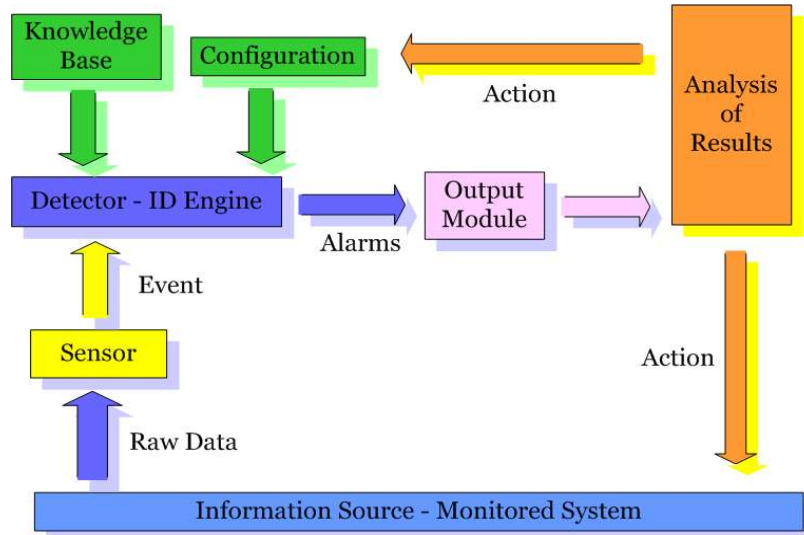 Knowledge
Base
Configuration
Action
Analysis
of
Results
Detector - ID Engine
Alarms
Output
Module
Event
Sensor
Action
Raw Data
Information Source - Monitored System